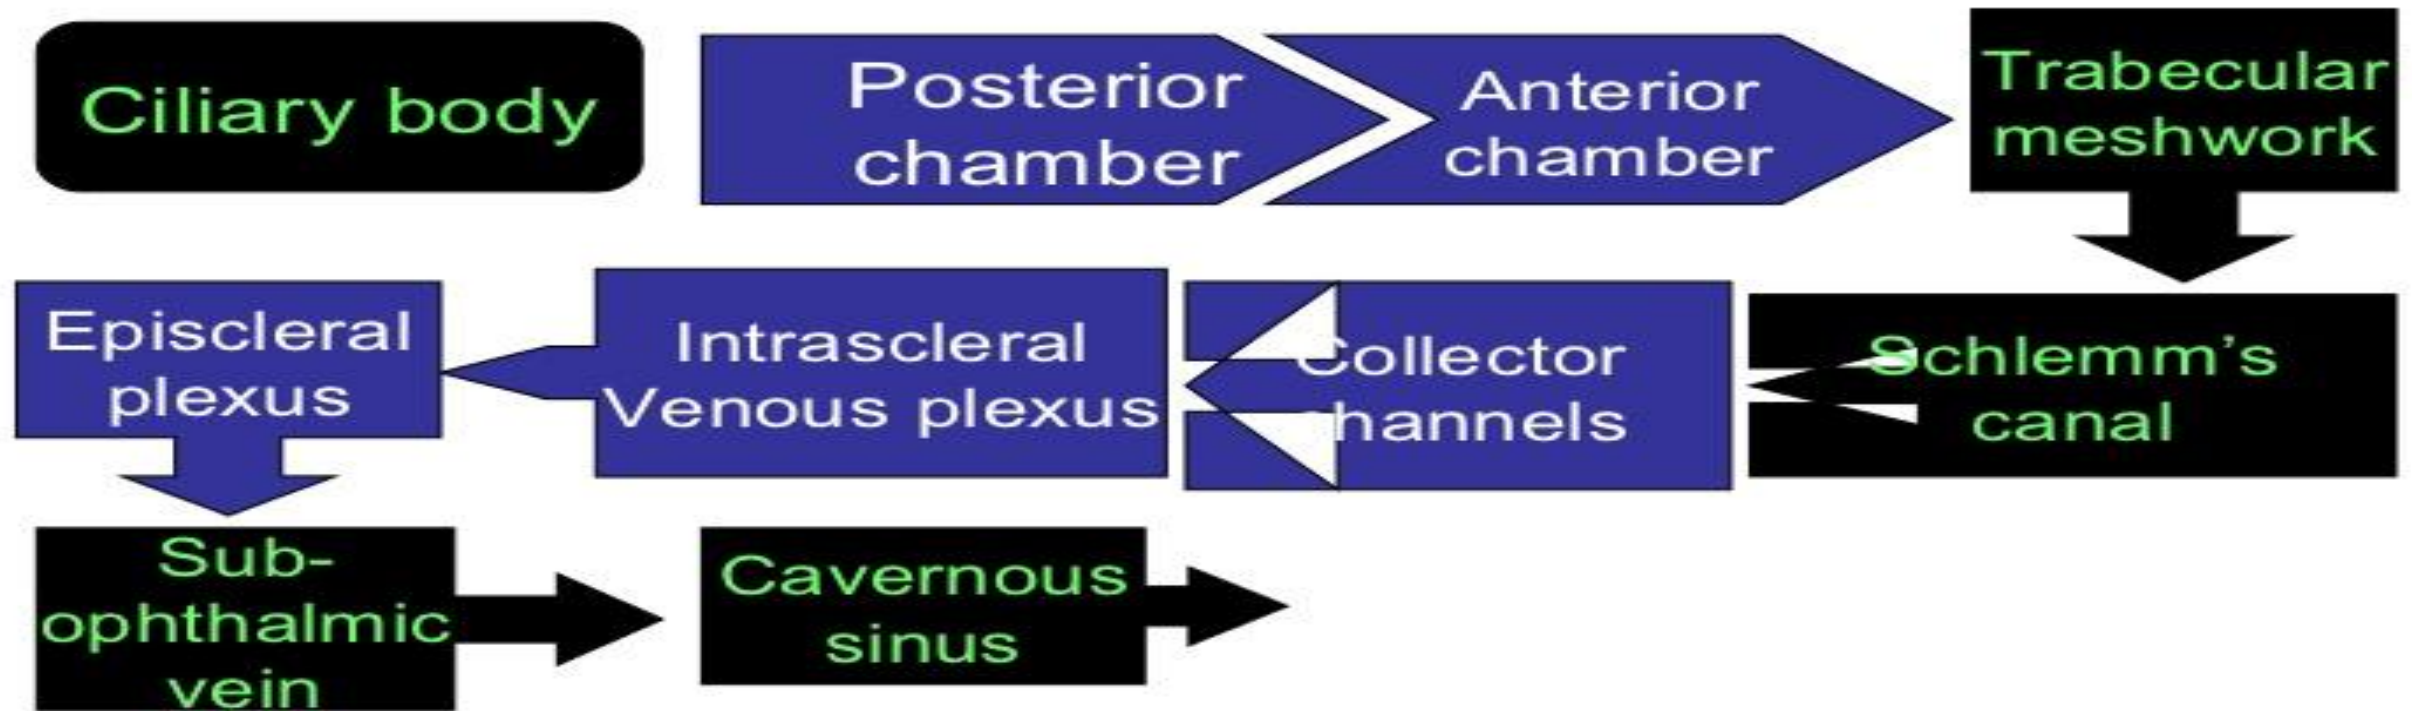 Ciliary body
Posterior
chamber
Anterior
chamber
Trabecular
meshwork
Episcleral
plexus
Intrascleral
Venous plexus
Collector
channels
Schlemm's
canal
Sub-
ophthalmic
vein
Cavernous
sinus